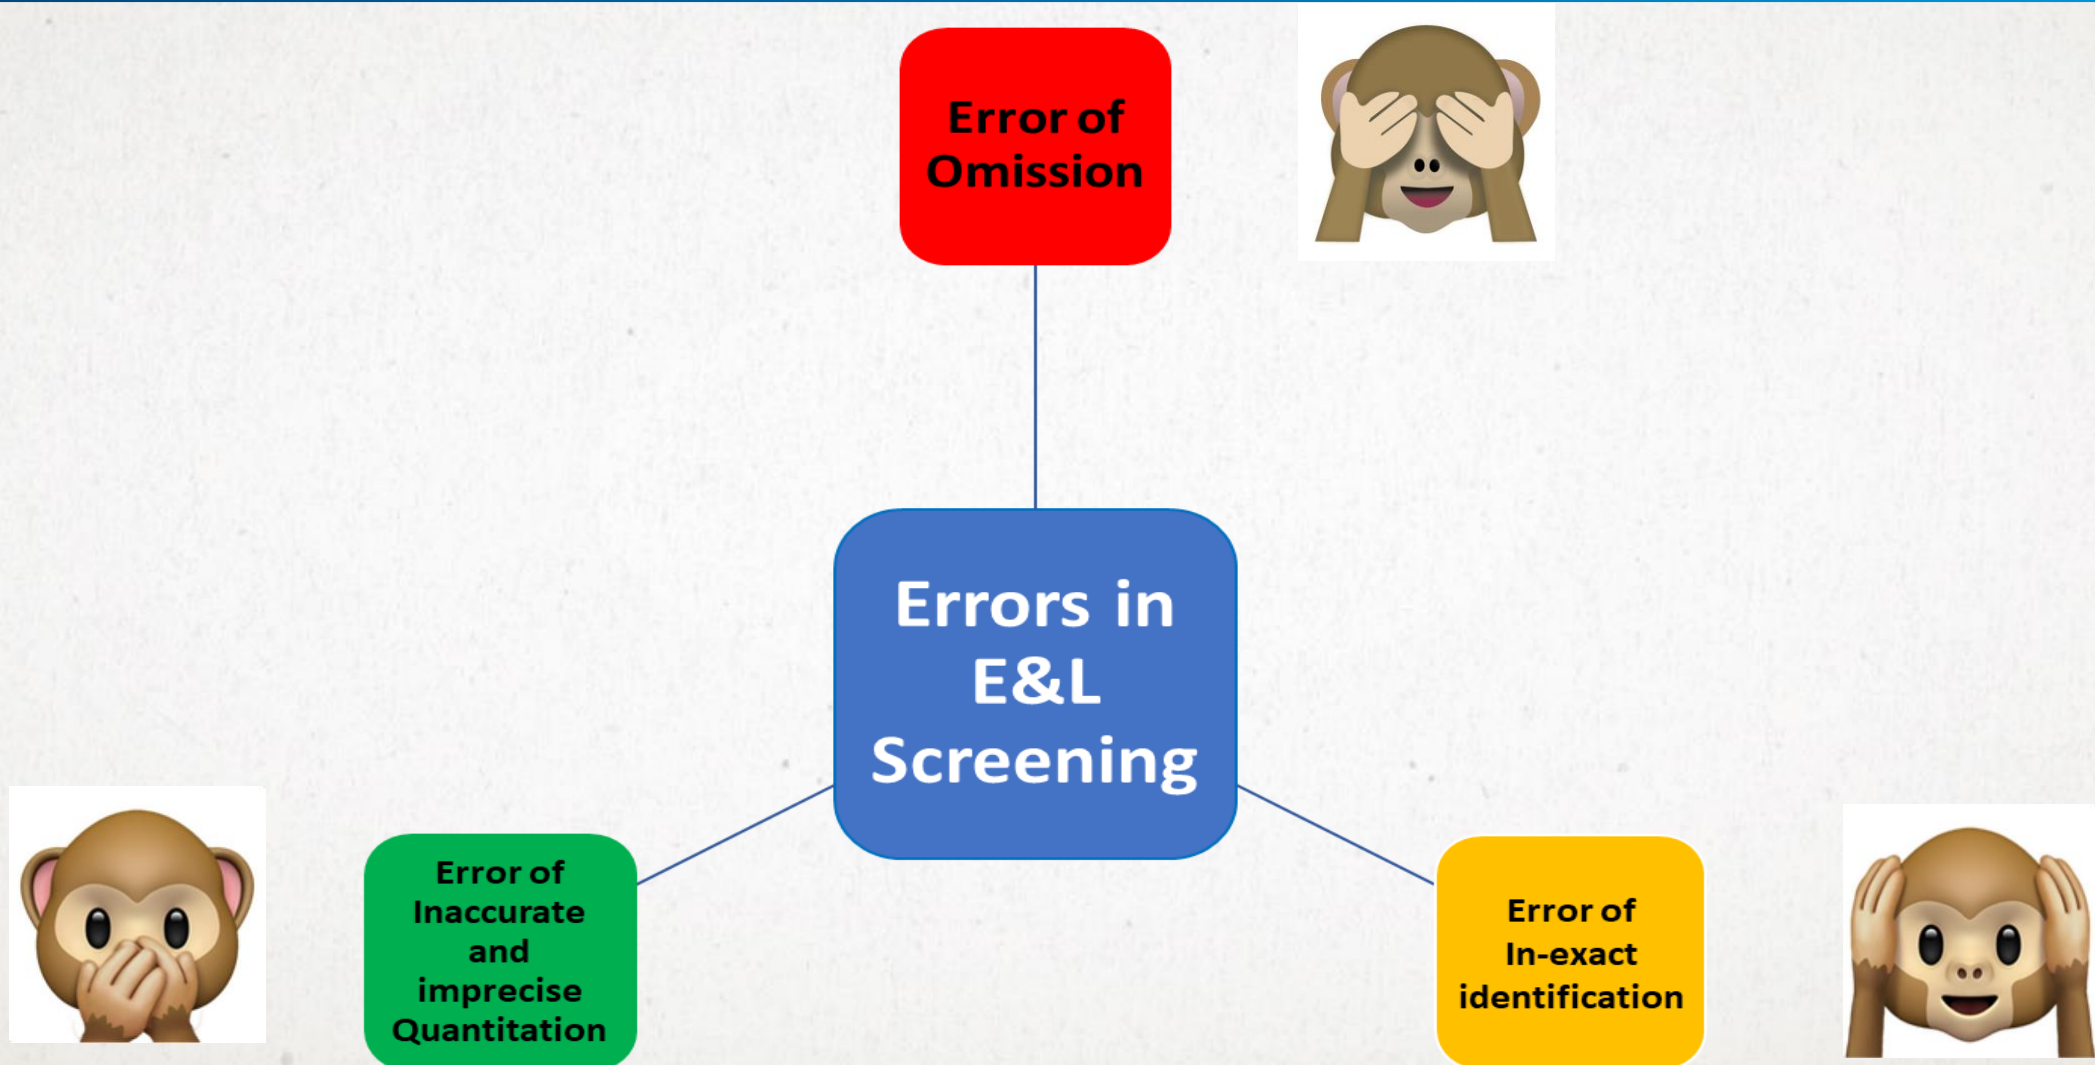 Error of
Omission
Errors in
E&L
Screening
Error of
Inaccurate
and
imprecise
Quantitation
Error of
In-exact
identification